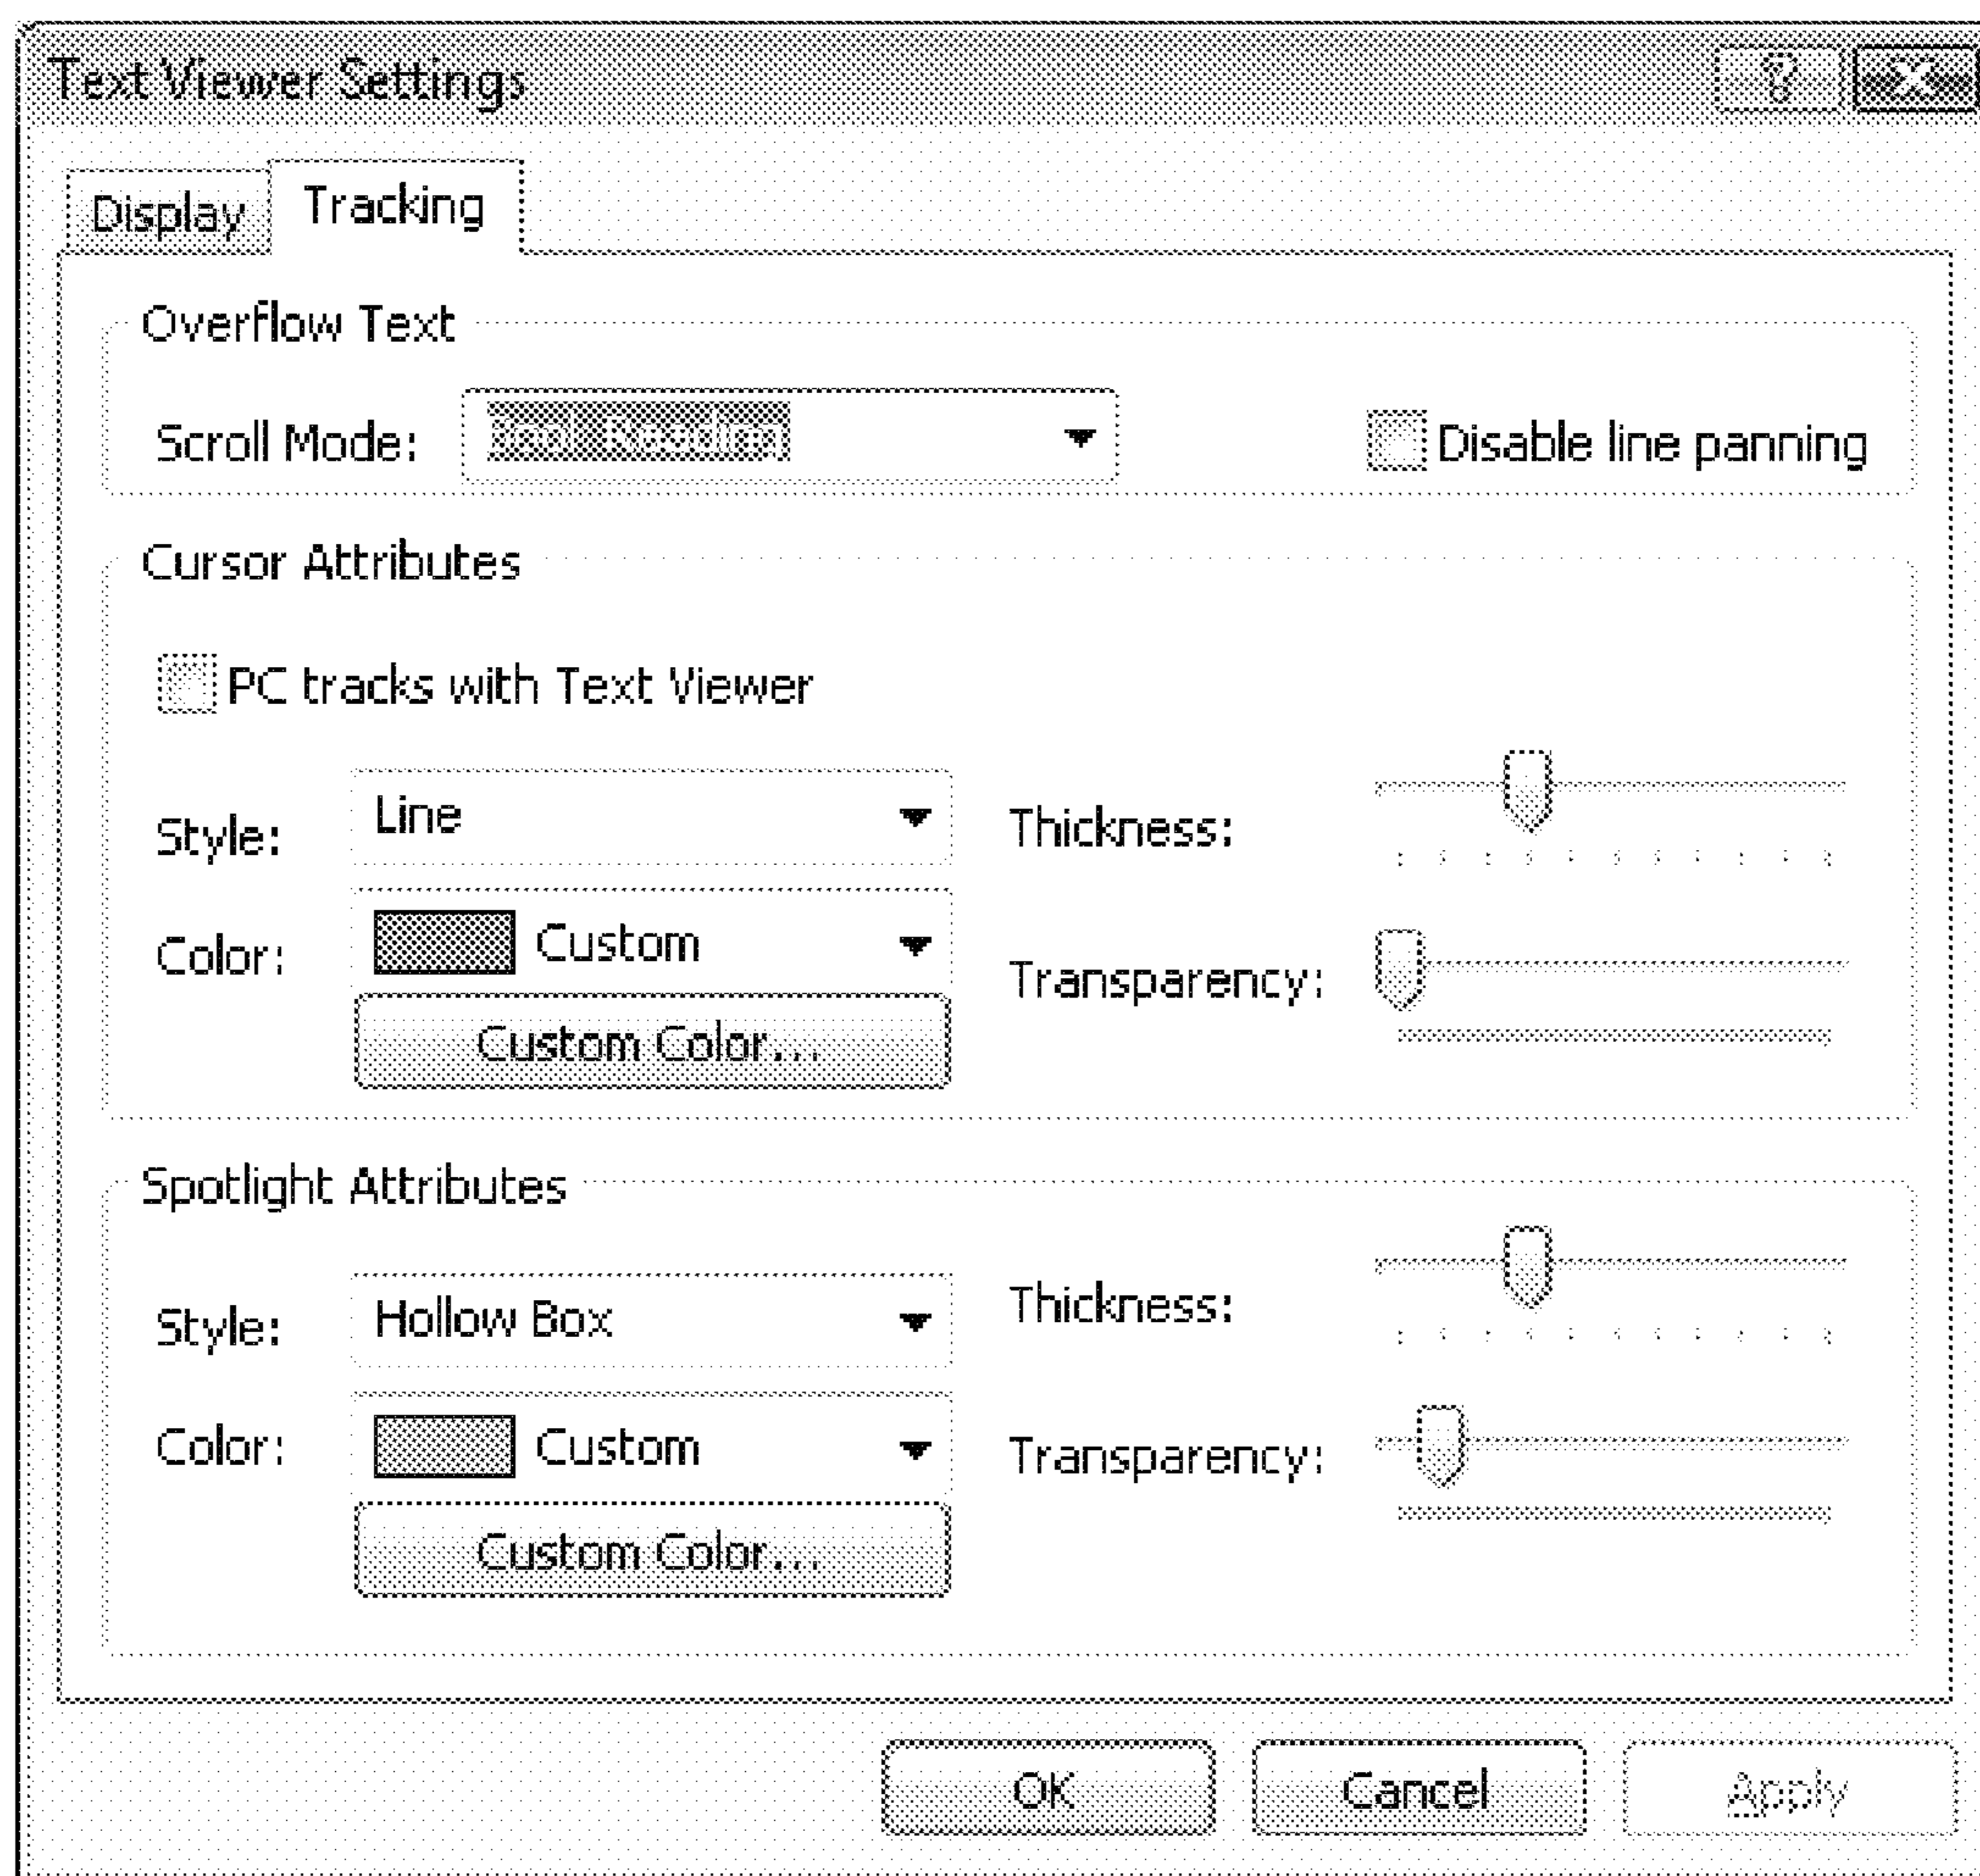 Text Viewer Settings ? X
Display Tracking
Overflow Text
Scroll Mode: Reading Disable line panning
Cursor Attributes
PC tracks with Text Viewer
Style: Line Thickness:
Color: Custom Transparency:
Custom Color...
Spotlight Attributes
Style: Hollow Box Thickness:
Color: Custom Transparency:
Custom Color...
OK Cancel Apply